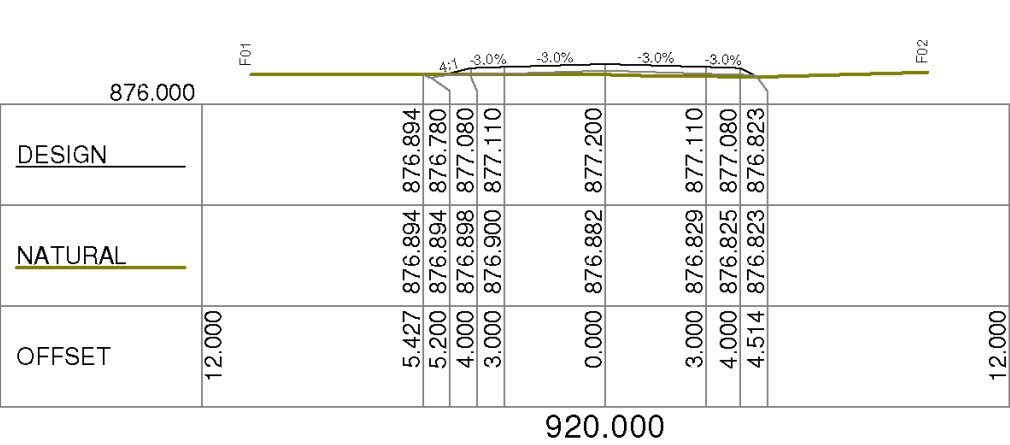 F01
4:1
-3.0%
-3.0%
-3.0%
-3.0%
F02
876.000
DESIGN 876.894 876.780 877.080 877.110 877.200 877.110 877.080 876.823
NATURAL 876.894 876.894 876.898 876.900 876.882 876.829 876.825 876.823
OFFSET 12.000 5.427 5.200 4.000 3.000 0.000 3.000 4.000 4.514 12.000
920.000